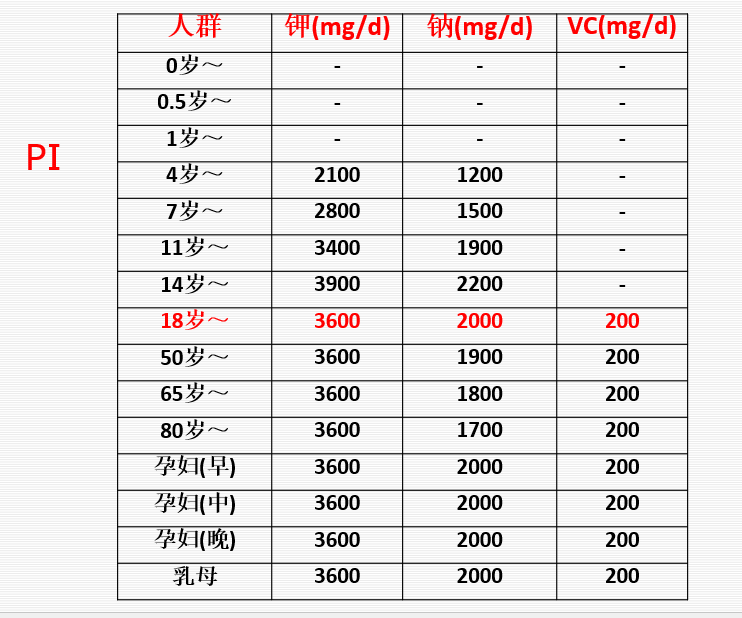 人群 钾(mg/d) 钠(mg/d) VC(mg/d)
0岁～ - - -
0.5岁～ - - -
1岁～ - - -
PI
4岁～ 2100 1200 -
7岁～ 2800 1500 -
11岁～ 3400 1900 -
14岁～ 3900 2200 -
18岁～ 3600 2000 200
50岁～ 3600 1900 200
65岁～ 3600 1800 200
80岁～ 3600 1700 200
孕妇(早) 3600 2000 200
孕妇(中) 3600 2000 200
孕妇(晚) 3600 2000 200
乳母 3600 2000 200